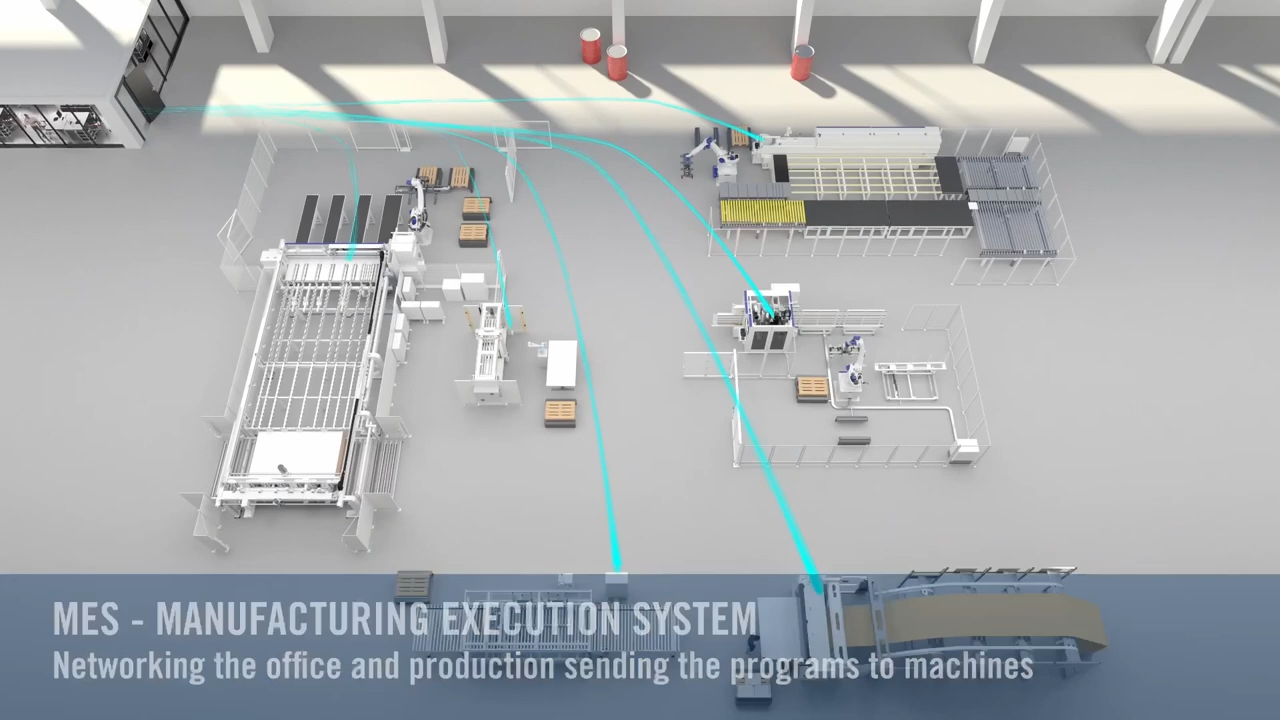 MES - MANUFACTURING EXECUTION SYSTEM
Networking the office and production sending the programs to machines